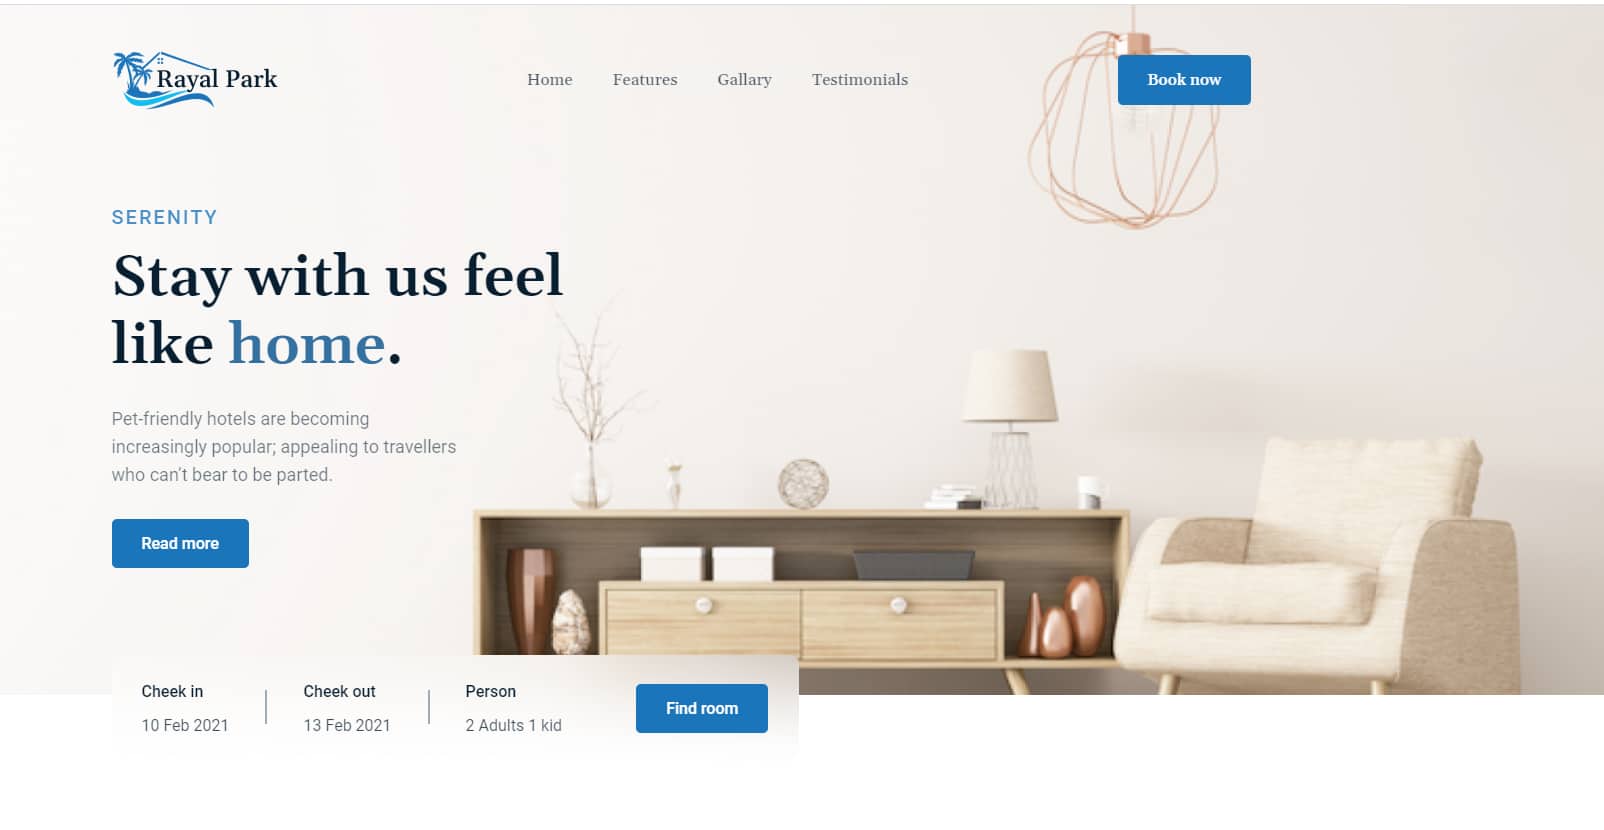 Rayal Park
Home Features Gallary Testimonials
Book now
SERENITY
Stay with us feel
like home.
Pet-friendly hotels are becoming
increasingly popular; appealing to travellers
who can't bear to be parted.
Read more
Cheek in
10 Feb 2021
Cheek out
13 Feb 2021
Person
2 Adults 1 kid
Find room